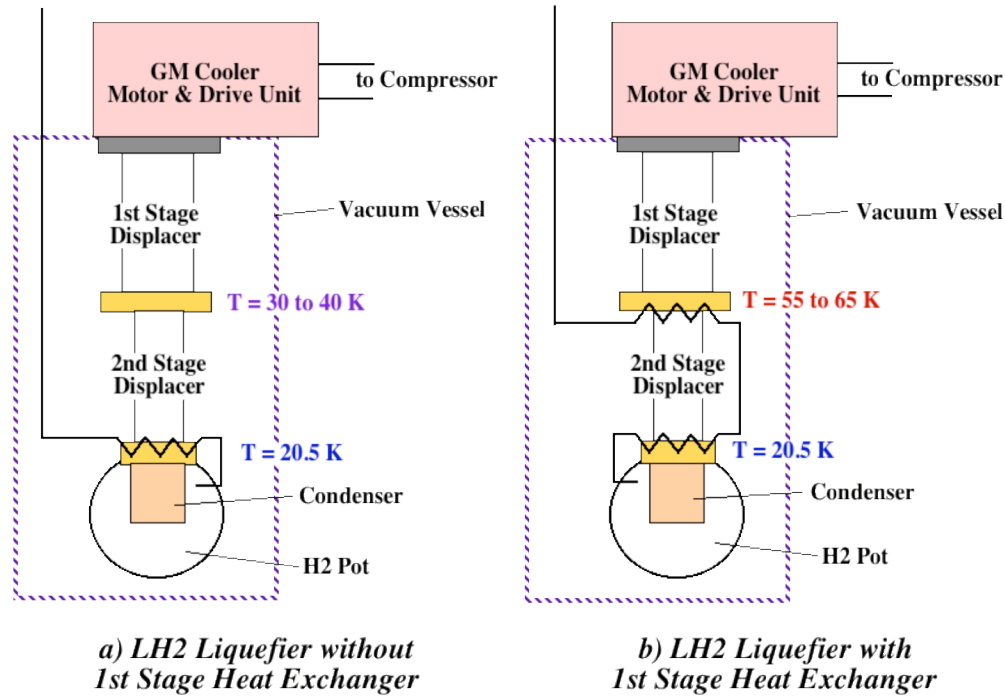 GM Cooler
Motor & Drive Unit
to Compressor
1st Stage
Displacer
Vacuum Vessel
T = 30 to 40 K
2nd Stage
Displacer
T = 20.5 K
Condenser
H2 Pot
a) LH2 Liquefier without
1st Stage Heat Exchanger
GM Cooler
Motor & Drive Unit
to Compressor
1st Stage
Displacer
Vacuum Vessel
T = 55 to 65 K
2nd Stage
Displacer
T = 20.5 K
Condenser
H2 Pot
b) LH2 Liquefier with
1st Stage Heat Exchanger